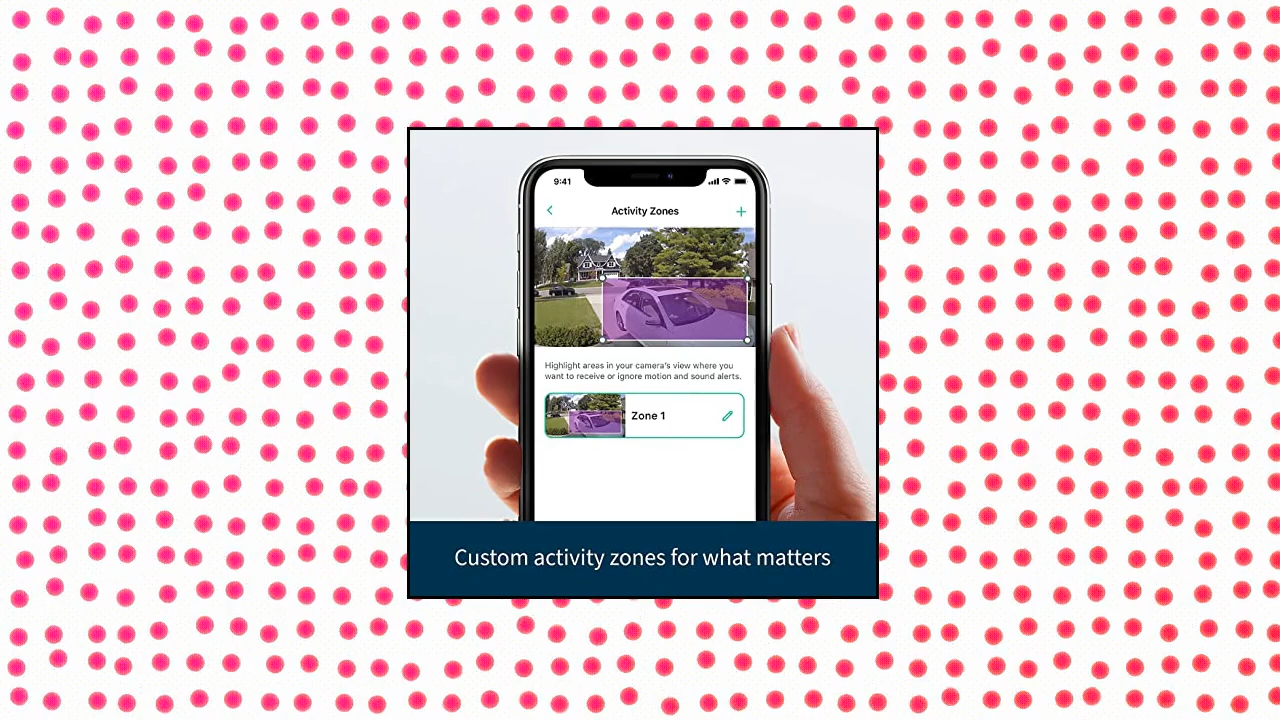 9:41
Activity Zones
Highlight areas in your camera's view where you
want to receive or ignore motion and sound alerts.
Zone 1
Custom activity zones for what matters